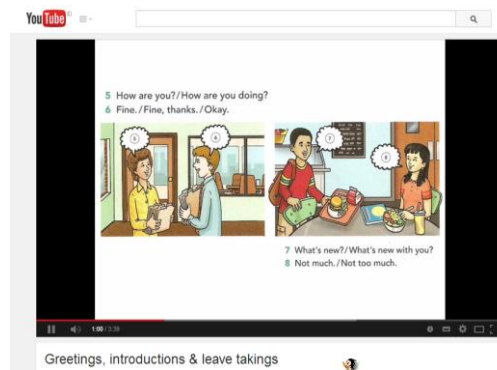 YouTube
5 How are you?/How are you doing?
6 Fine./Fine, thanks./Okay.
5
6
7
8
7 What's new?/What's new with you?
8 Not much./Not too much.
1:00 / 3:39
Greetings, introductions & leave takings